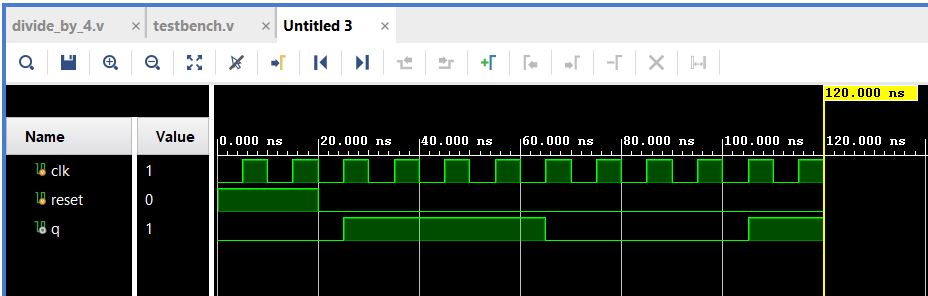 divide_by_4.v × testbench.v × Untitled 3 ×
120.000 ns
Name Value
0.000 ns 20.000 ns 40.000 ns 60.000 ns 80.000 ns 100.000 ns 120.000 ns
clk 1
reset 0
q 1